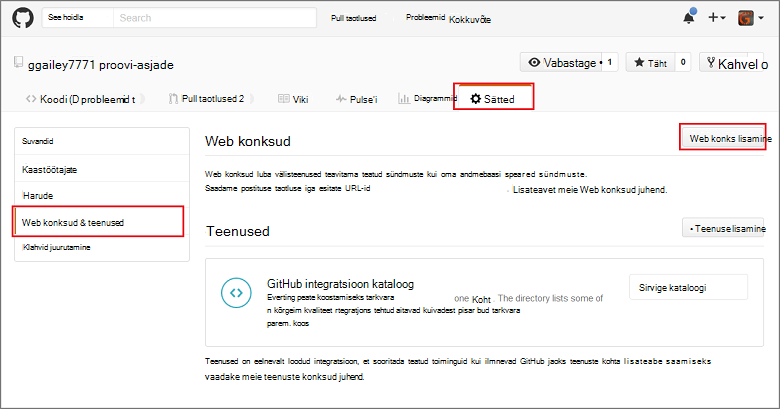 See hoidla Search Pull taotlused Probleemid Kokkuvõte
ggailey7771 proovi-asjade Vabastage • 1 Täht 0 Kahvel o
Koodi (D probleemid t Pull taotlused 2 Viki Pulse'i Diagrammid Sätted
Suvandid
Kaastöötajate
Harude
Web konksud & teenused
Klahvid juurutamine
Web konksud Web konks lisamine
Web konksud luba välisteenused teavitama teatud sündmuste kui oma andmebaasi speared sündmuste.
Saadame postituse taotluse iga esitate URL-id . Lisateavet meie Web konksud juhend.
Teenused • Teenuse lisamine
GitHub integratsioon kataloog
Everting peate koostamiseks tarkvara one Koht . The directory lists some of Sirvige kataloogi
n kõrgeim kvaliteet rtegratjons tehtud aitavad kuivadest pisar bud tarkvara
parem. koos
Teenused on eelnevalt loodud integratsioon, et sooritada teatud toiminguid kui ilmnevad GitHub jaoks teenuste kohta lisateabe saamiseks
vaadake meie teenuste konksud juhend.